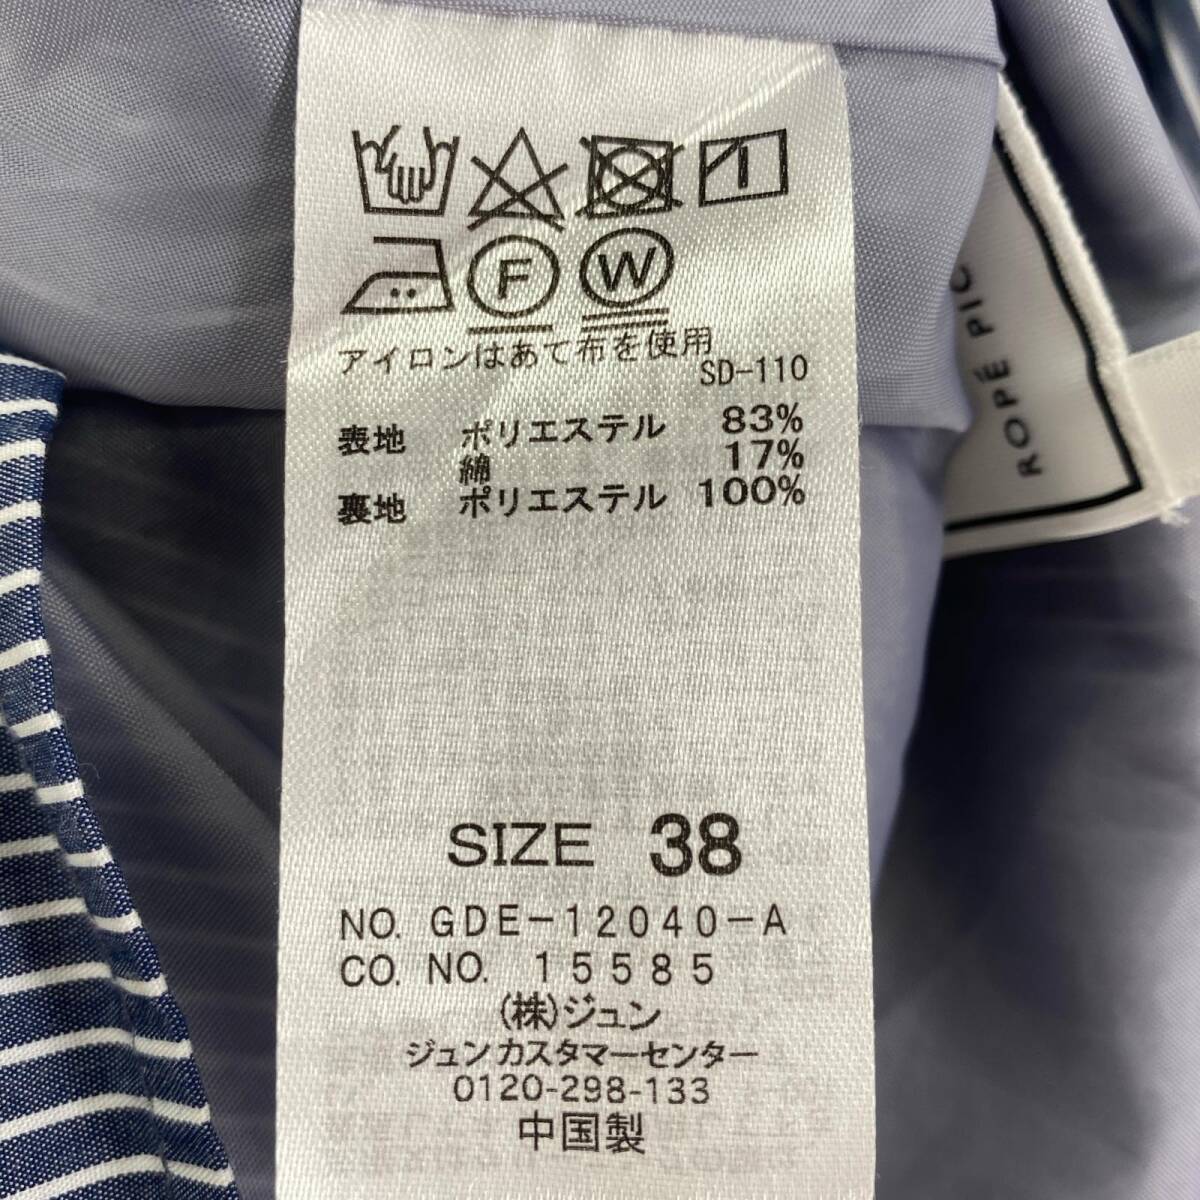 F W
アイロンはあて布を使用
SD-110
表地 ポリエステル 83%
綿 17%
裏地 ポリエステル 100%
SIZE 38
NO. GDE-12040-A
CO. NO. 15585
(株)ジュン
ジュンカスタマーセンター
0120-298-133
中国製
ROPÉ PIC